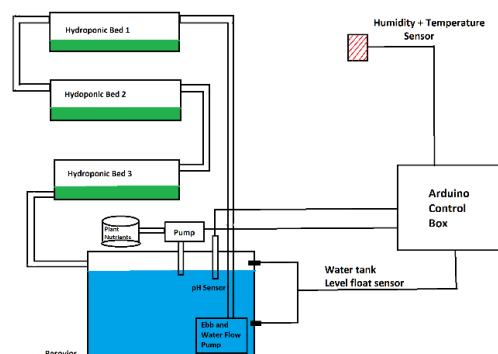 Hydroponic Bed 1
Humidity + Temperature
Sensor
Hydoponic Bed 2
Hydroponic Bed 3
Plant
Nutrients
Pump
Arduino
Control
Box
pH Sensor
Water tank
Level float sensor
Ebb and
Water Flow
Pump